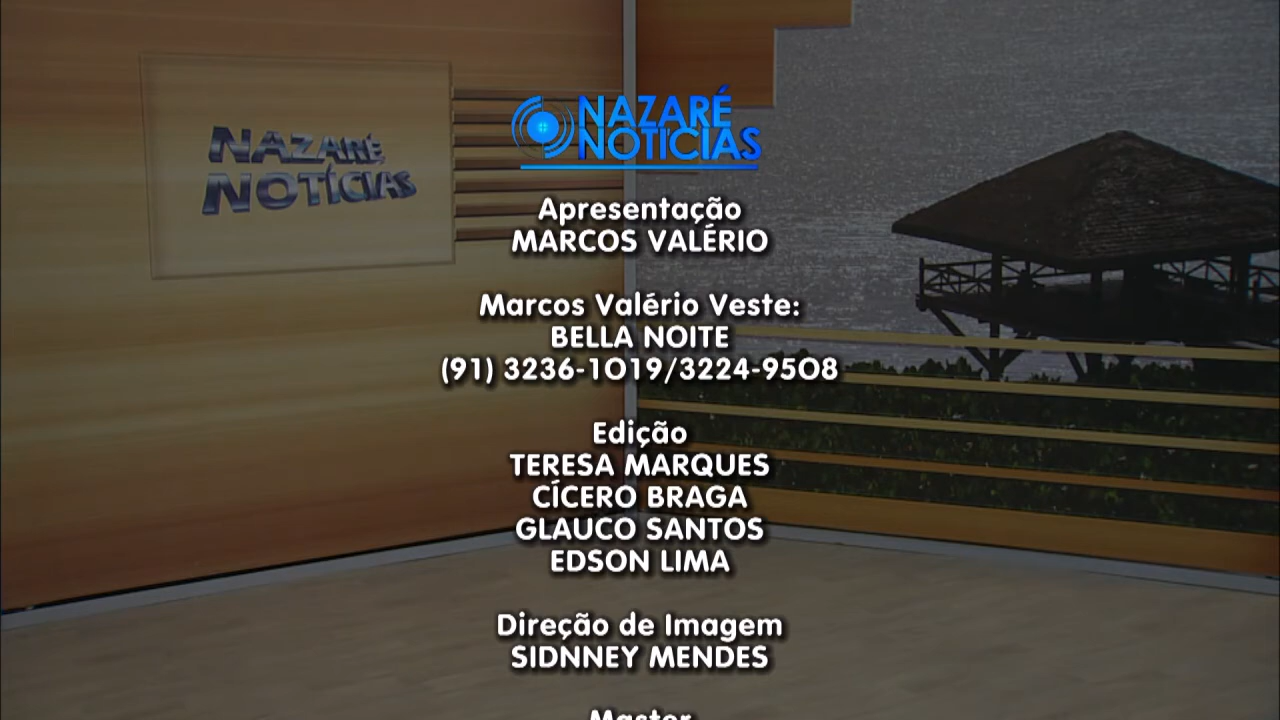 NAZARÉ
NOTÍCIAS
NAZARÉ
NOTÍCIAS
Apresentação
MARCOS VALÉRIO
Marcos Valério Veste:
BELLA NOITE
(91) 3236-1019/3224-9508
Edição
TERESA MARQUES
CÍCERO BRAGA
GLAUCO SANTOS
EDSON LIMA
Direção de Imagem
SIDNNEY MENDES
Master